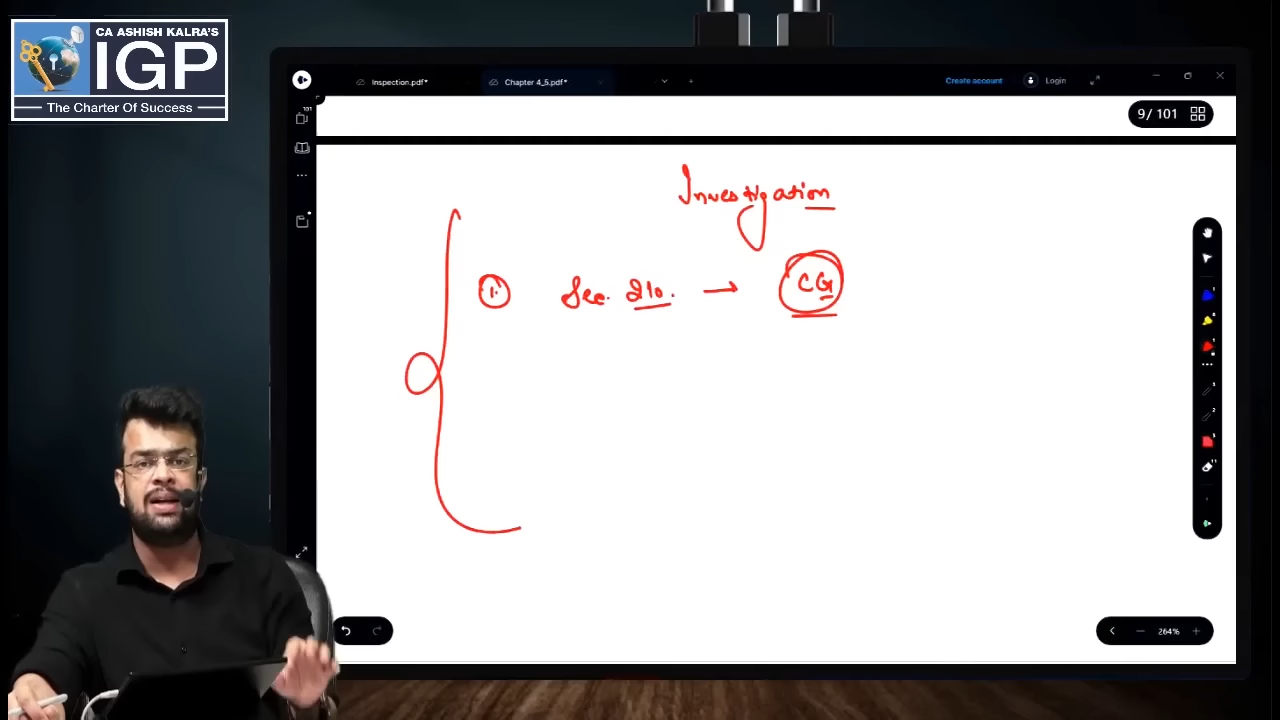 CA ASHISH KALRA'S
IGP
The Charter Of Success
Inspection.pdf*
Chapter 4_5.pdf*
Create account
Login
101
9/ 101
Investigation
1. Sec. 210. → CG
264%